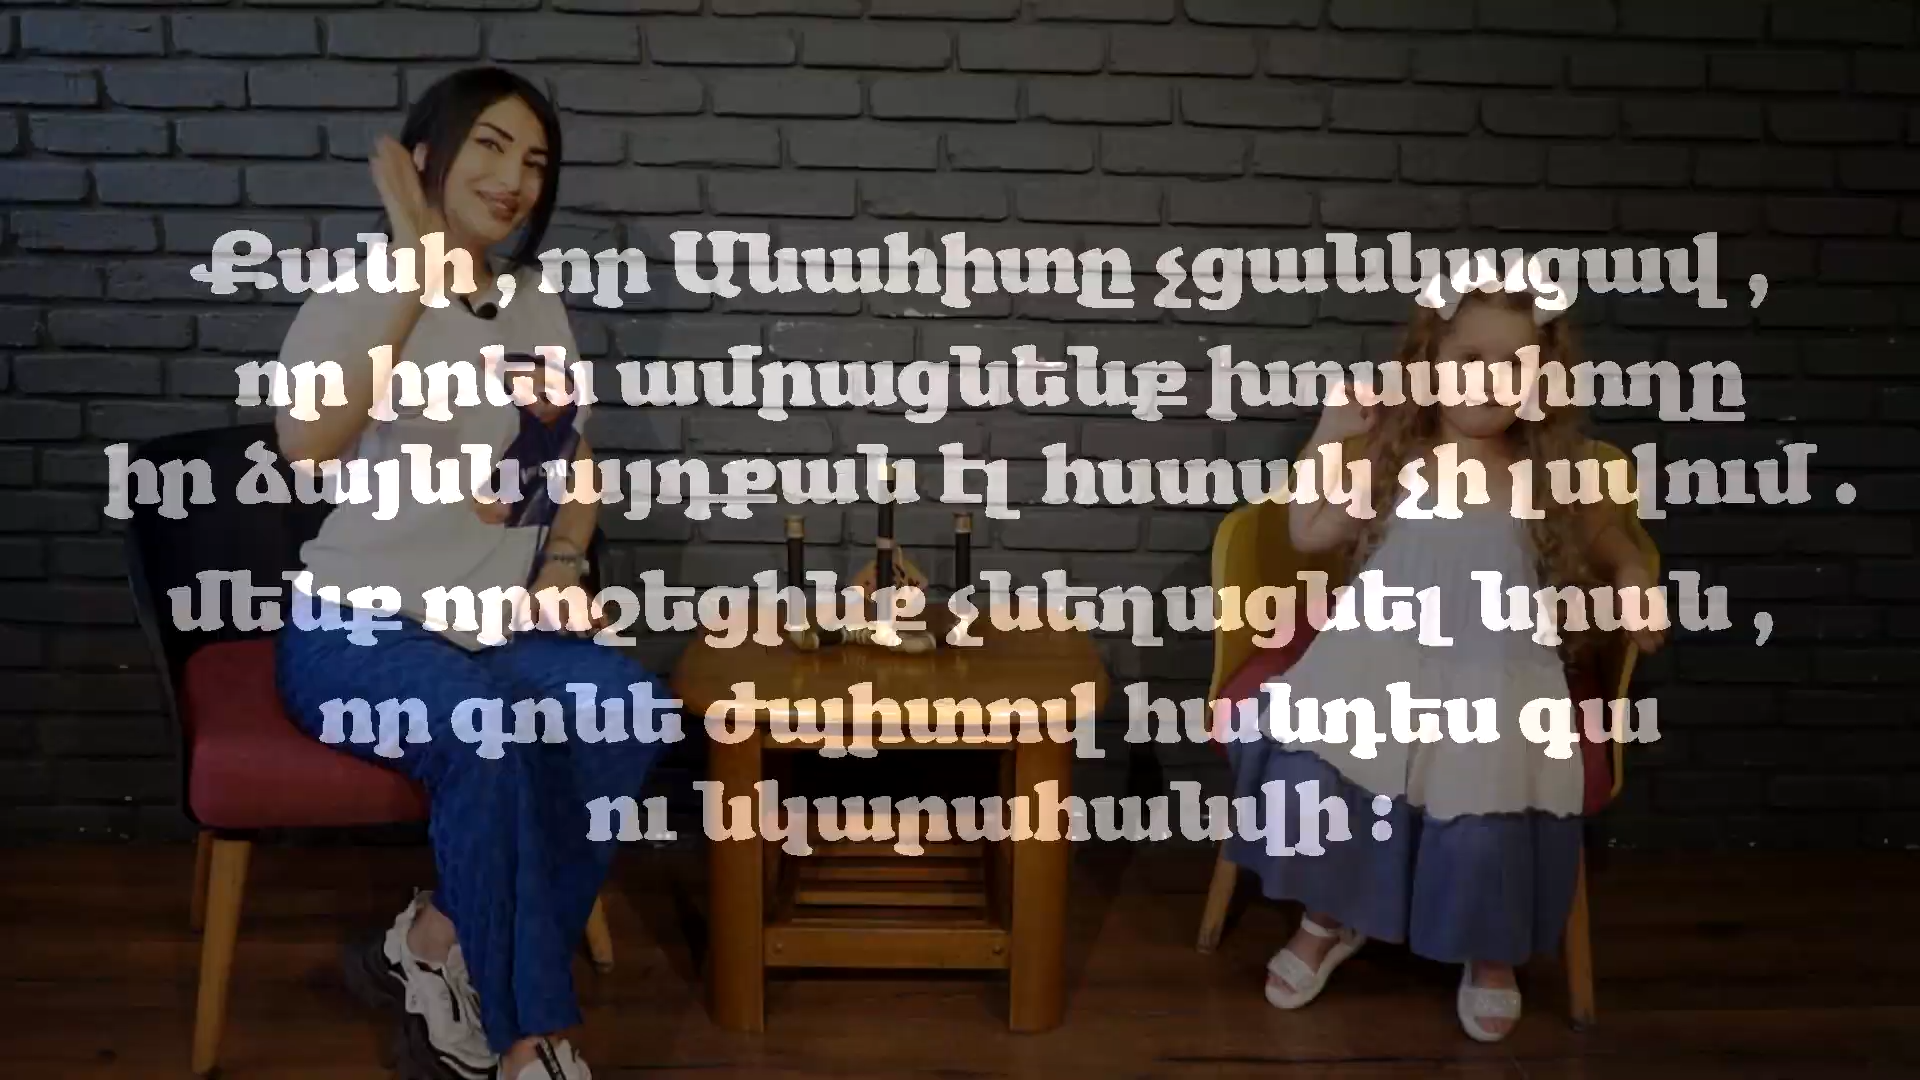 Քանի , որ Անահիտը չցանկացավ ,
որ իրեն ամրացնենք խոսափողը
իր ձայնն այդքան էլ հստակ չի լսվում .
մենք որոշեցինք չնեղացնել նրան ,
որ գոնե ժպիտով հանդես գա
ու նկարահանվի :